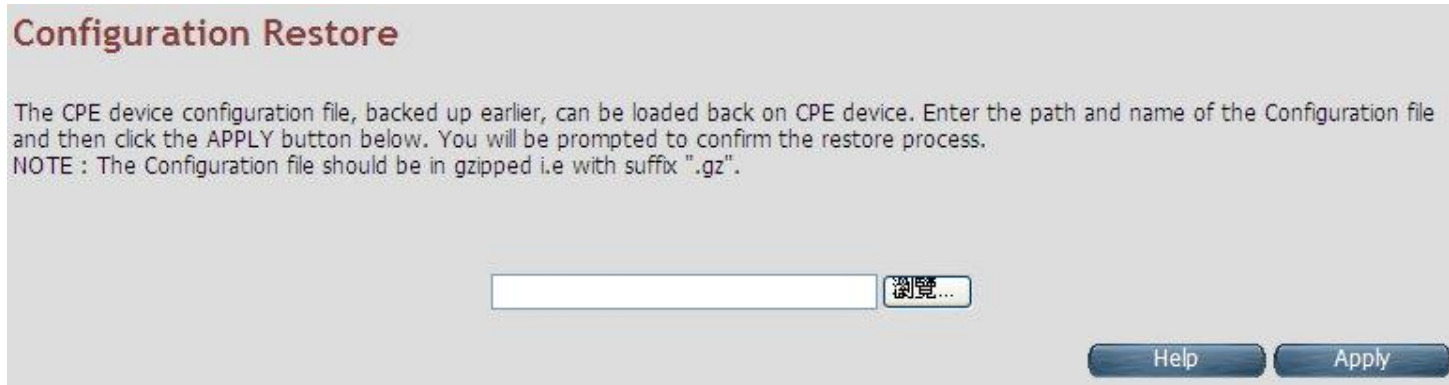 Configuration Restore
The CPE device configuration file, backed up earlier, can be loaded back on CPE device. Enter the path and name of the Configuration file
and then click the APPLY button below. You will be prompted to confirm the restore process.
NOTE : The Configuration file should be in gzipped i.e with suffix ".gz".
瀏覽...
Help Apply